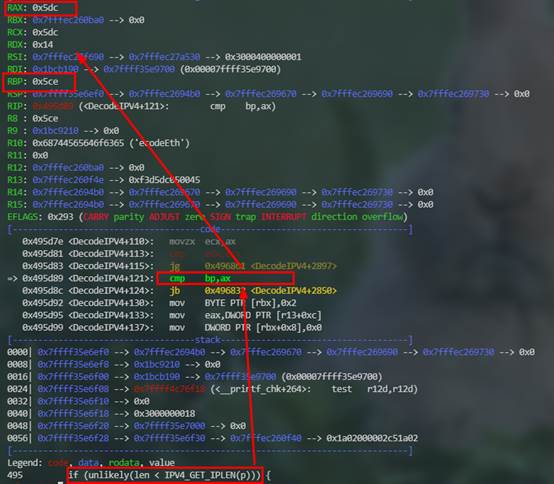 RAX: 0x5dc
RBX: 0x7fffec260ba0 --> 0x0
RCX: 0x5dc
RDX: 0x14
RSI: --> 0x7fffec27a530 --> 0x3000400000001
RDI: 0x1bcb190 --> 0x7ffff35e9700 (0x00007ffff35e9700)
RBP: 0x5ce
RSP: 0x7ffff35e6ef0 --> 0x7fffec2694b0 --> 0x7fffec269670 --> 0x7fffec269690 --> 0x7fffec269730 --> 0x0
RIP: 0x495d89 (<DecodeIPV4+121>: cmp bp,ax)
R8 : 0x5ce
R9 : 0x1bc9210 --> 0x0
R10: 0x68744565646f6365 ('ecodeEth')
R11: 0x0
R12: 0x7fffec260ba0 --> 0x0
R13: 0x7fffec260f4e --> 0xf3d5dc050045
R14: 0x7fffec2694b0 --> 0x7fffec269670 --> 0x7fffec269690 --> 0x7fffec269730 --> 0x0
R15: 0x7fffec2694b0 --> 0x7fffec269670 --> 0x7fffec269690 --> 0x7fffec269730 --> 0x0
EFLAGS: 0x293 (CARRY parity ADJUST zero SIGN trap INTERRUPT direction overflow)
[-------------------------------------code-------------------------------------]
0x495d7e <DecodeIPV4+110>: movzx ecx,ax
0x495d81 <DecodeIPV4+113>:
0x495d83 <DecodeIPV4+115>: jg <DecodeIPV4+2897>
=> 0x495d89 <DecodeIPV4+121>: cmp bp,ax
0x495d8c <DecodeIPV4+124>: jb 0x496832 <DecodeIPV4+2850>
0x495d92 <DecodeIPV4+130>: mov BYTE PTR [rbx],0x2
0x495d95 <DecodeIPV4+133>: mov eax,DWORD PTR [r13+0xc]
0x495d99 <DecodeIPV4+137>: mov DWORD PTR [rbx+0x8],0x0
[------------------------------------stack-------------------------------------]
0000| 0x7ffff35e6ef0 --> 0x7fffec2694b0 --> 0x7fffec269670 --> 0x7fffec269690 --> 0x7fffec269730 --> 0x0
0008| 0x7ffff35e6ef8 --> 0x1bc9210 --> 0x0
0016| 0x7ffff35e6f00 --> 0x1bcb190 --> 0x7ffff35e9700 (0x00007ffff35e9700)
0024| 0x7ffff35e6f08 --> 0x7ffff4c76f18 (<__printf_chk+264>: test r12d,r12d)
0032| 0x7ffff35e6f10 --> 0x0
0040| 0x7ffff35e6f18 --> 0x3000000018
0048| 0x7ffff35e6f20 --> 0x7ffff35e7000 --> 0x0
0056| 0x7ffff35e6f28 --> 0x7ffff35e6f30 --> 0x7fffec260f40 --> 0x1a02000002c51a02
[------------------------------------------------------------------------------]
Legend: code, data, rodata, value
495 if (unlikely(len < IPV4_GET_IPLEN(p))) {